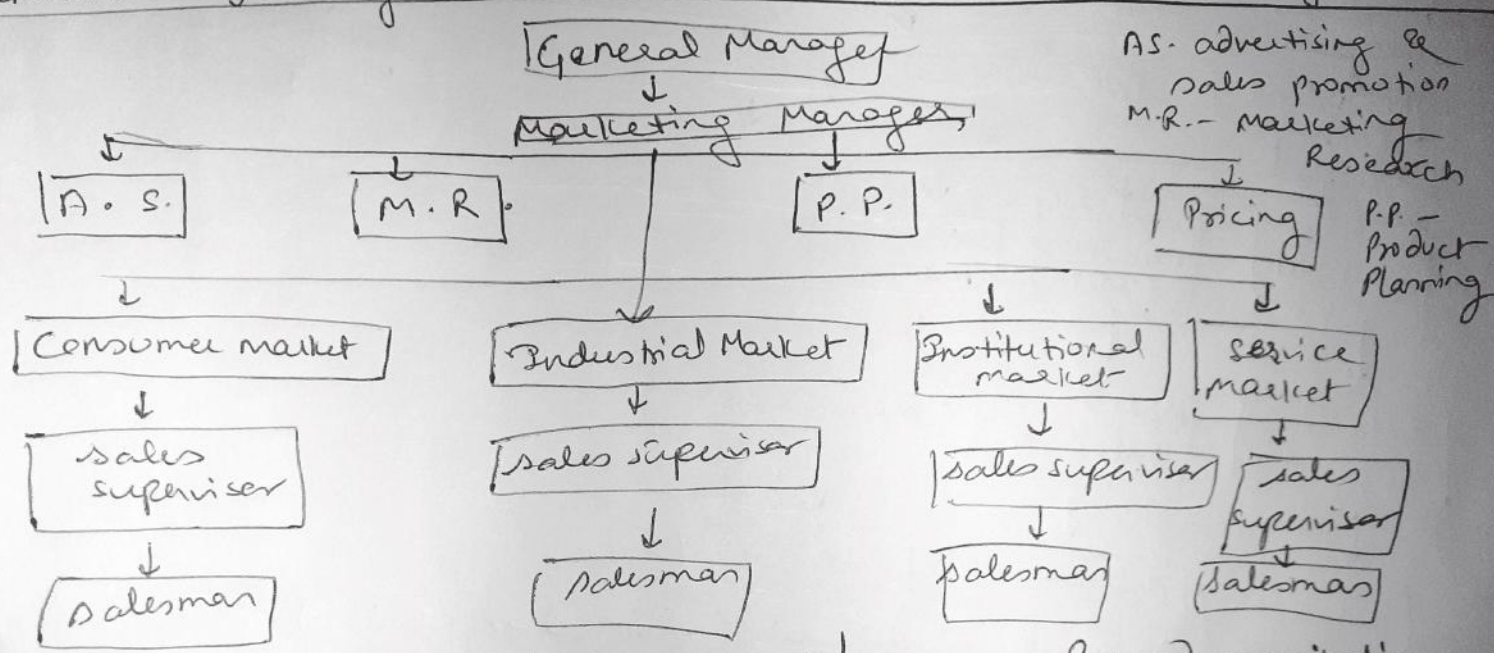 General Manager
AS. advertising &
sales promotion
Marketing Manager
M.R. - Marketing
Research
A. S.
M. R.
P. P.
Pricing
P.P. -
Product
Planning
Consumer market
Industrial Market
Institutional
market
service
market
sales
supervisor
sales supervisor
sales supervisor
sales
supervisor
salesman
salesman
salesman
salesman